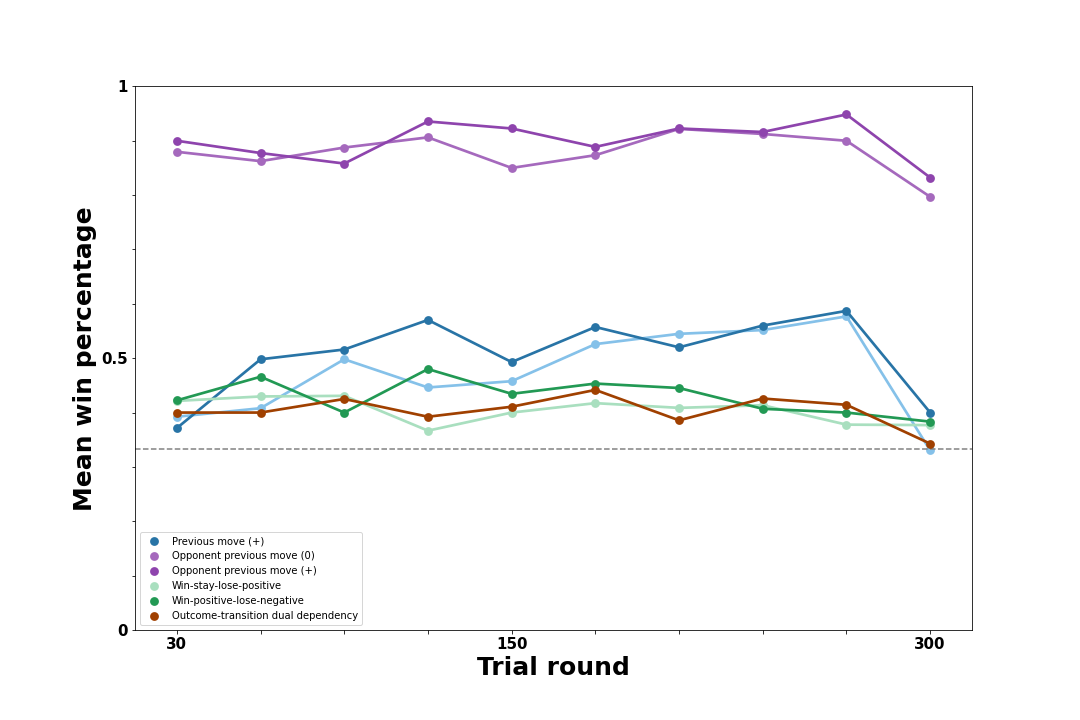 1
0.5
0
Mean win percentage
Previous move (+)
Opponent previous move (0)
Opponent previous move (+)
Win-stay-lose-positive
Win-positive-lose-negative
Outcome-transition dual dependency
30
150
300
Trial round